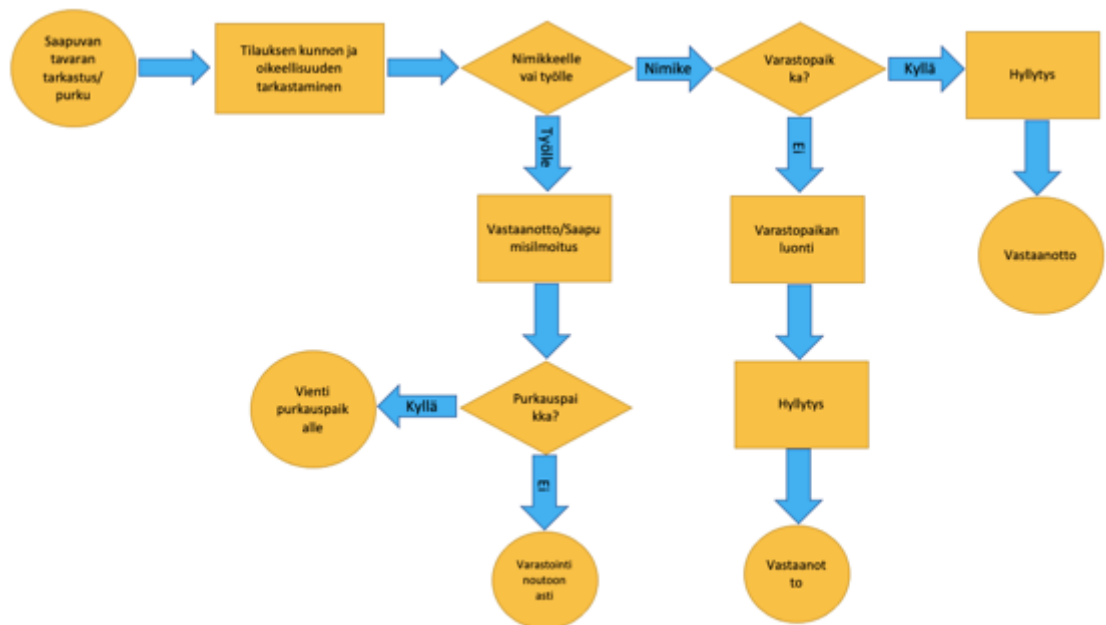 Saapuvan
tavaran
tarkastus/
purku
Tilauksen kunnon ja
oikeellisuuden
tarkastaminen
Nimikkeelle
vai työlle
Nimike
Varastopaik
ka?
Kyllä
Hyllytys
Työlle
Ei
Vastaanotto/Saapu
misilmoitus
Varastopaikan
luonti
Vastaanotto
Vienti
purkauspaik
alle
Kyllä
Purkauspai
kka?
Hyllytys
Ei
Varastointi
noutoon
asti
Vastaanot
to